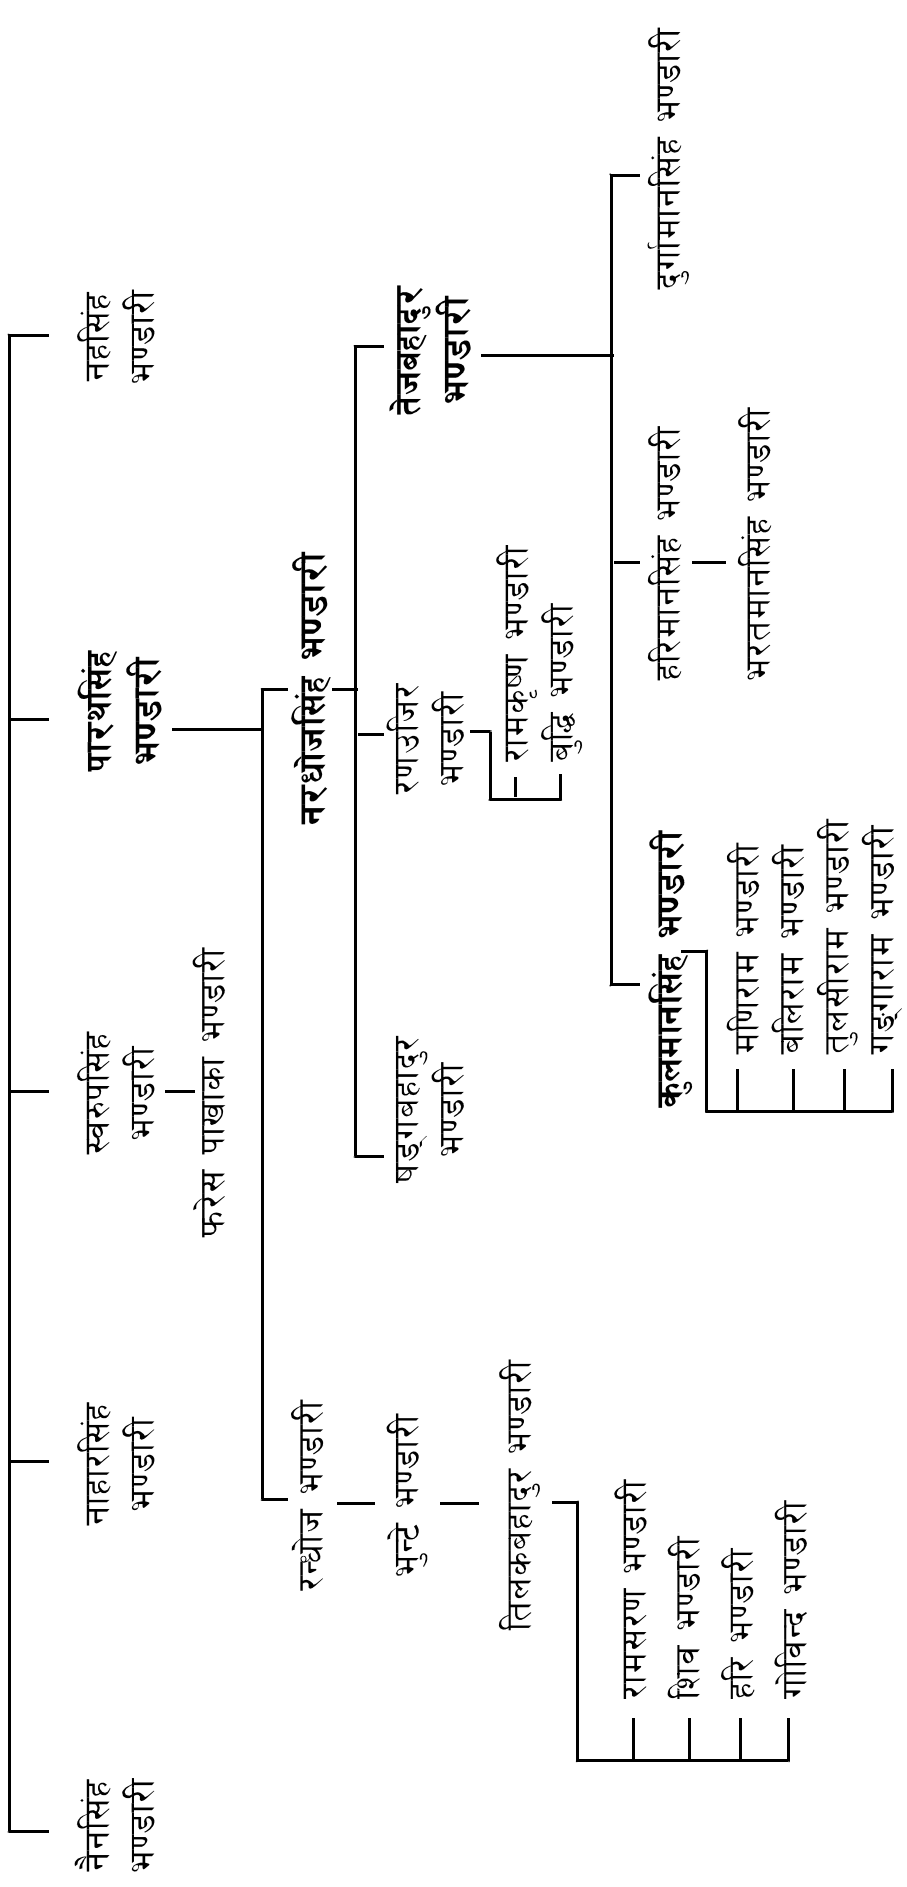 नैनसिंह
भण्डारी
नाहारसिंह
भण्डारी
स्वरुपसिंह
भण्डारी
पारथसिंह
भण्डारी
नहसिंह
भण्डारी
फरेस पाखाका भण्डारी
रन्धोज भण्डारी
नरधोजसिंह भण्डारी
भुन्टे भण्डारी
षड्गबहादुर
भण्डारी
रणउजिर
भण्डारी
तेजबहादुर
भण्डारी
तिलकबहादुर भण्डारी
रामकृष्ण भण्डारी
बुद्धि भण्डारी
रामसरण भण्डारी
शिव भण्डारी
हरि भण्डारी
गोविन्द भण्डारी
कुलमानसिंह भण्डारी
हरिमानसिंह भण्डारी
दुर्गामानसिंह भण्डारी
मणिराम भण्डारी
बलिराम भण्डारी
तुलसीराम भण्डारी
गङ्गाराम भण्डारी
भरतमानसिंह भण्डारी